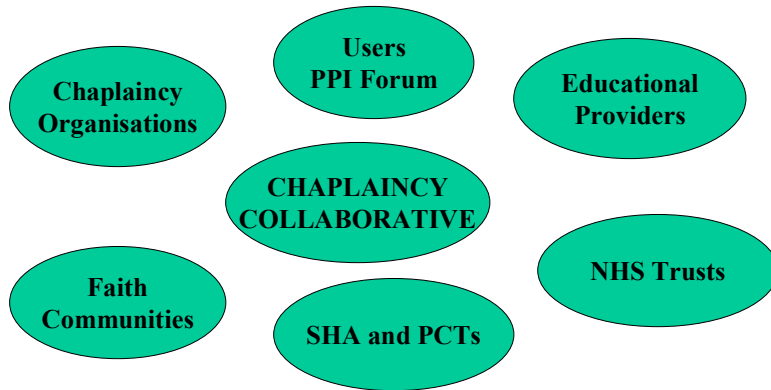 Users
PPI Forum
Chaplaincy
Organisations
Educational
Providers
CHAPLAINCY
COLLABORATIVE
Faith
Communities
SHA and PCTs
NHS Trusts